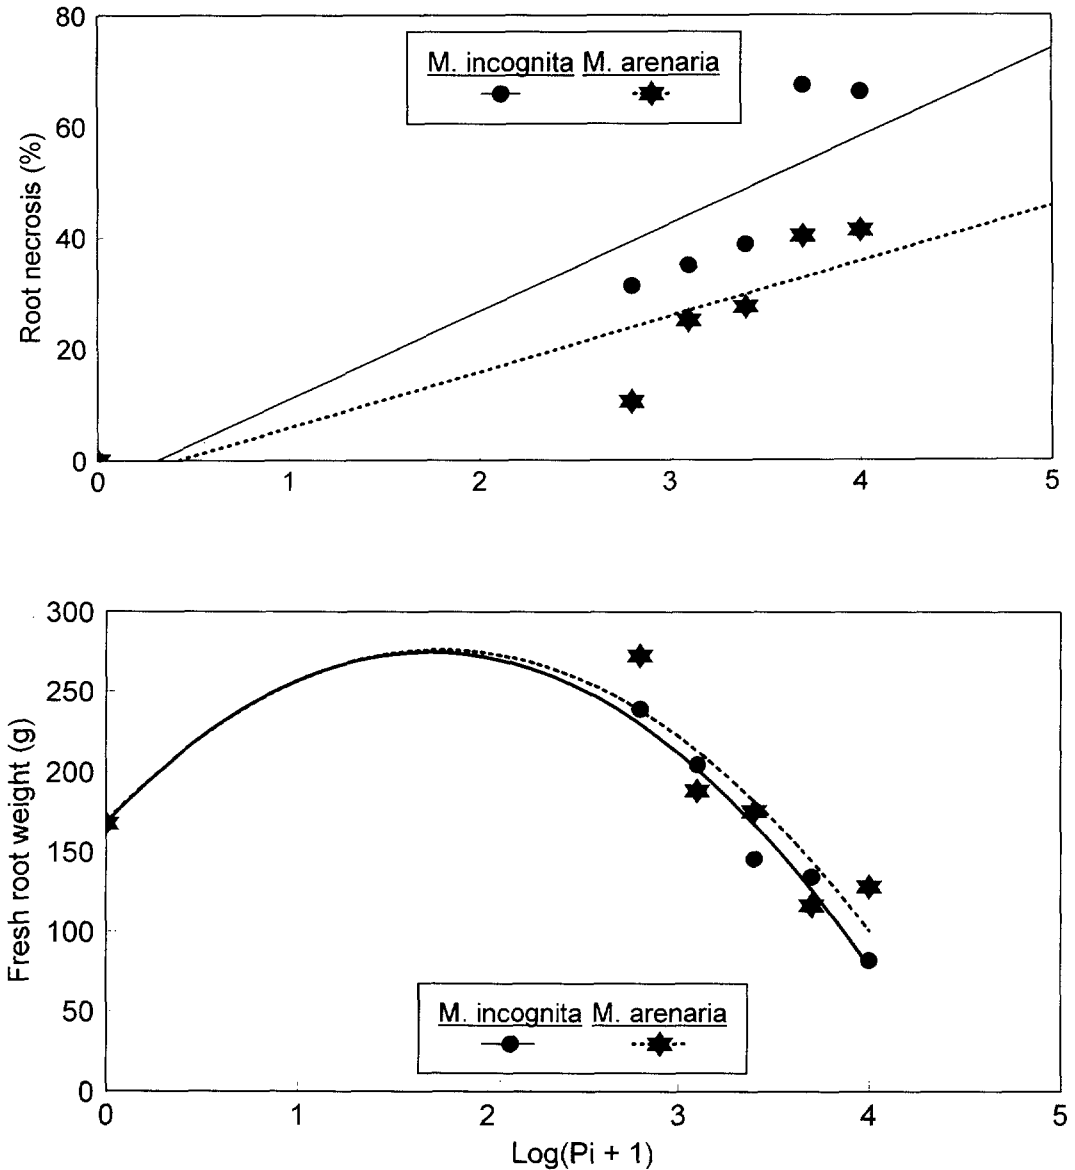 80
60
40
20
0
Root necrosis (%)
M. incognita M. arenaria
0 1 2 3 4 5
300
250
200
150
100
50
0
Fresh root weight (g)
M. incognita M. arenaria
0 1 2 3 4 5
Log(Pi + 1)